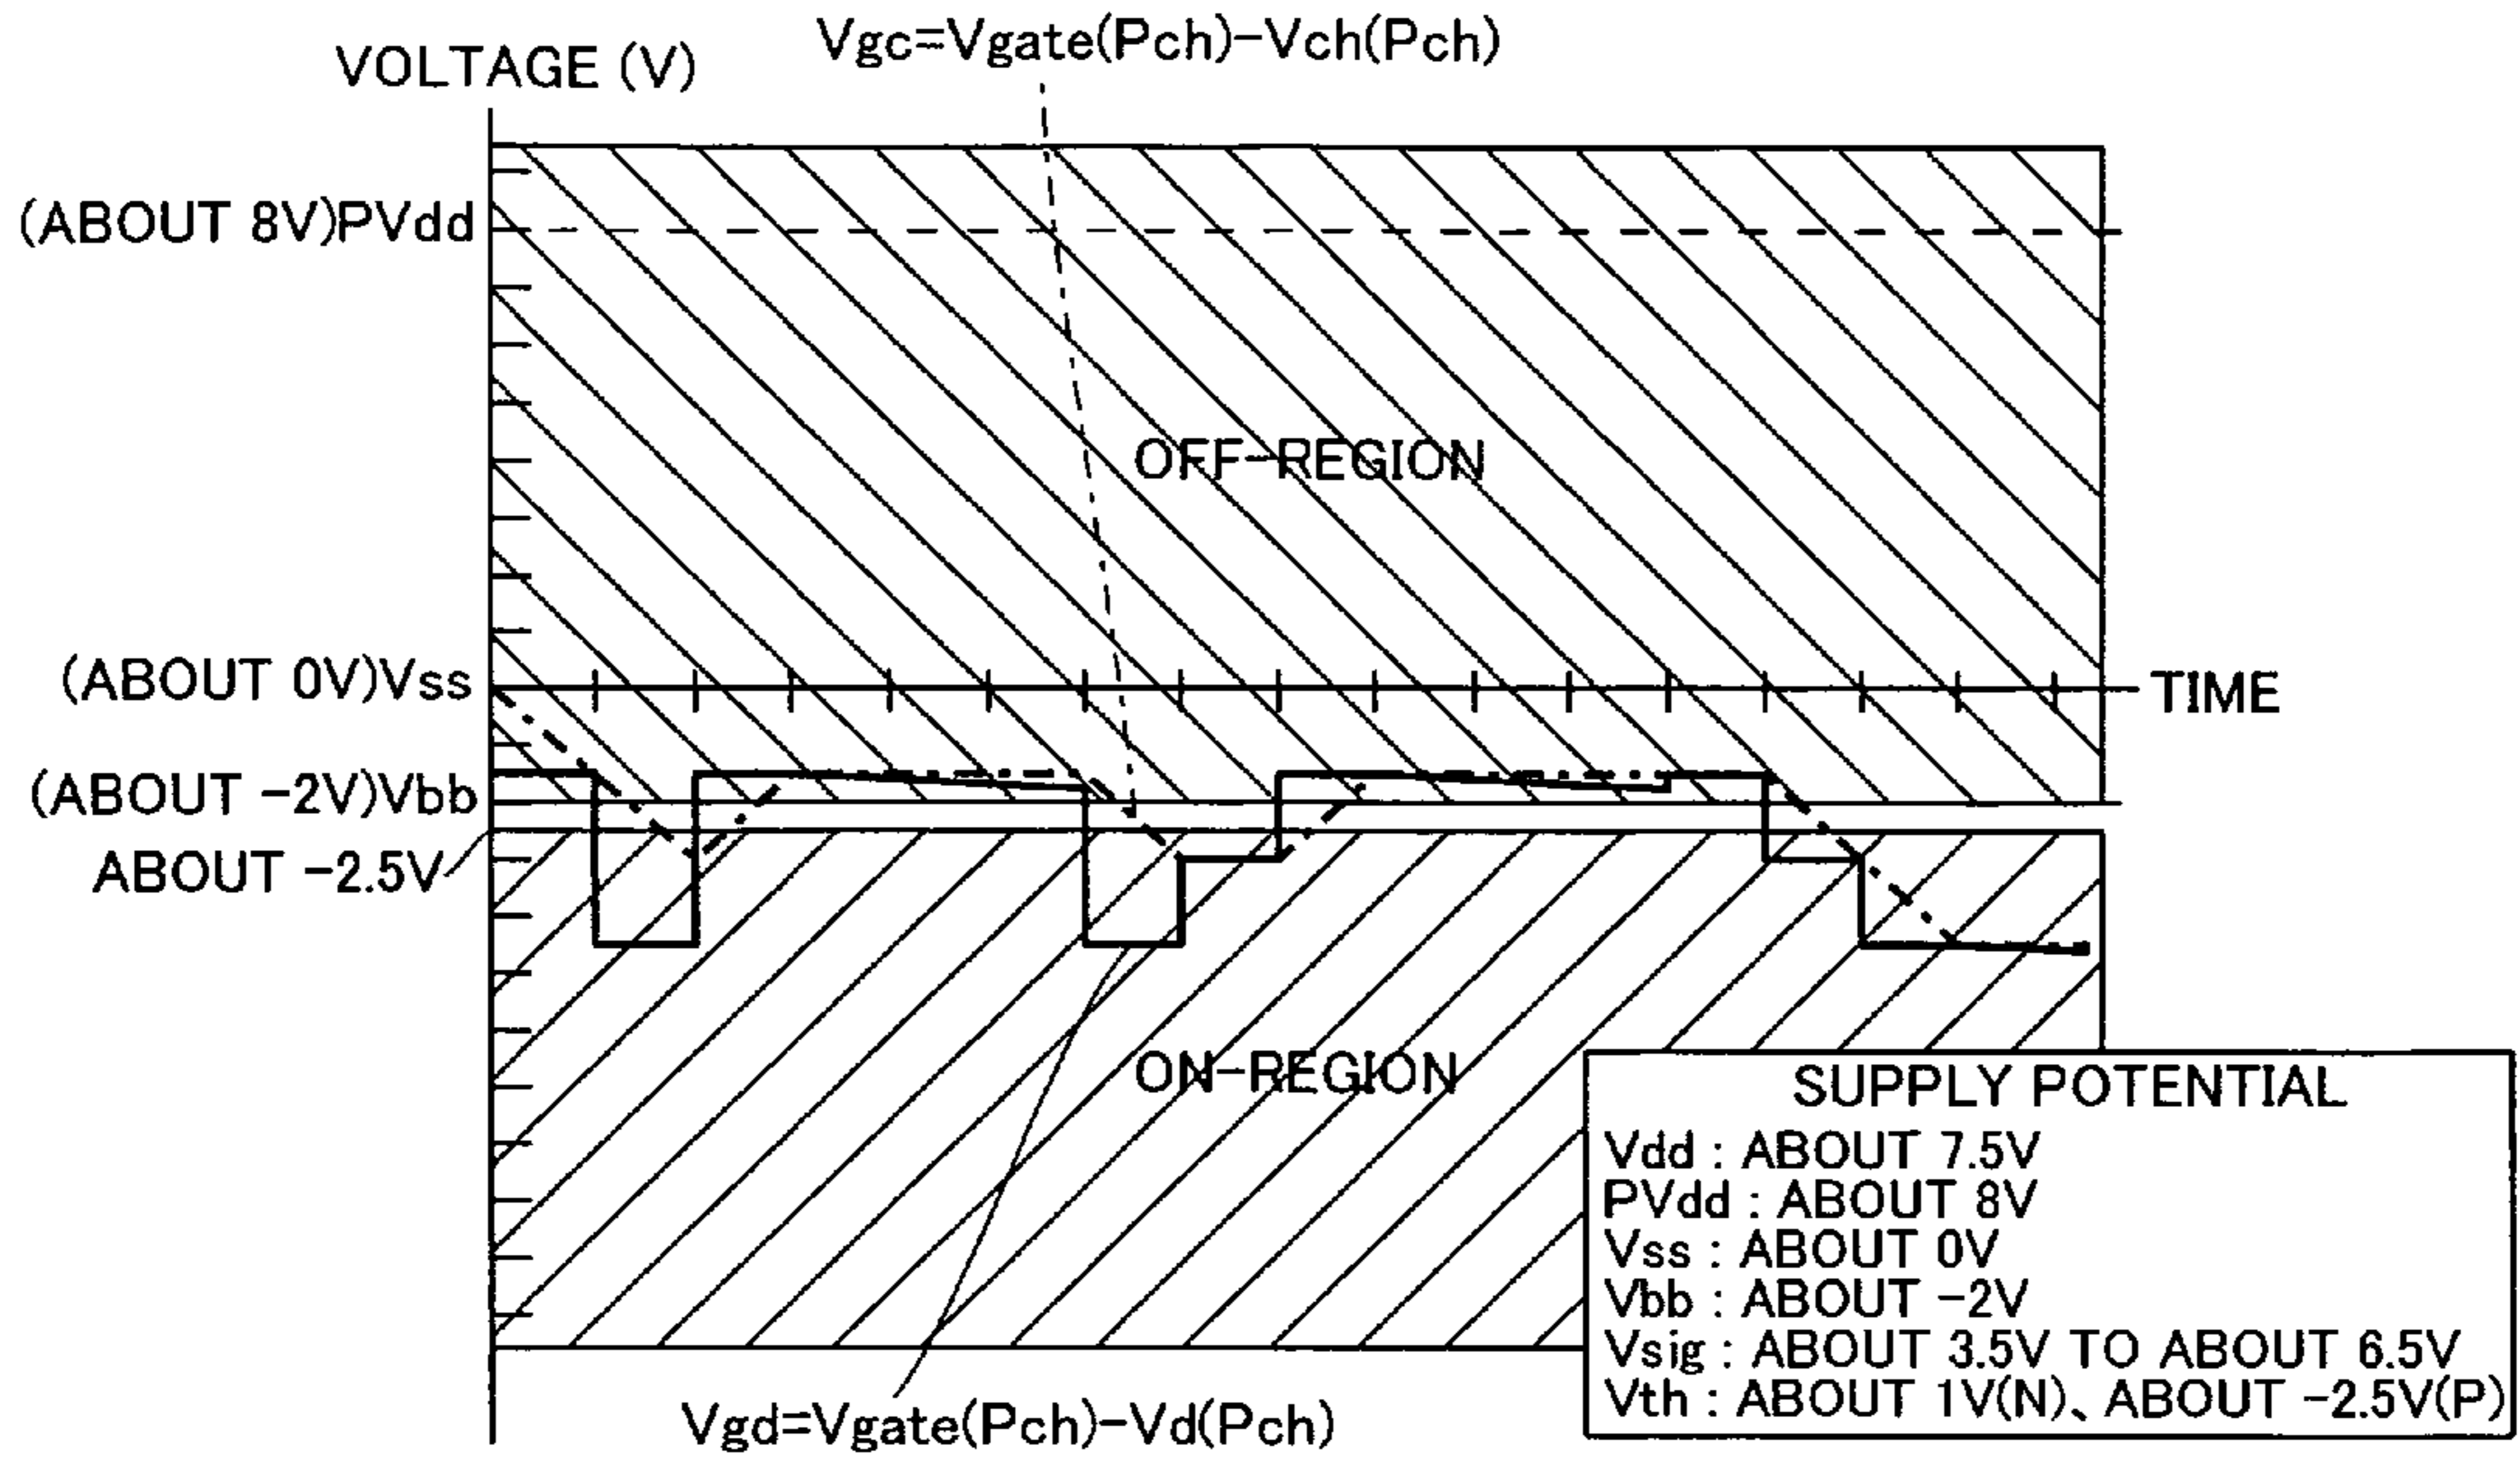 Vgc=Vgate(Pch)-Vch(Pch)
VOLTAGE (V)
(ABOUT 8V)PVdd
OFF-REGION
(ABOUT 0V)Vss
TIME
(ABOUT -2V)Vbb
ABOUT -2.5V
ON-REGION
SUPPLY POTENTIAL
Vdd : ABOUT 7.5V
PVdd : ABOUT 8V
Vss : ABOUT 0V
Vbb : ABOUT -2V
Vsig : ABOUT 3.5V TO ABOUT 6.5V
Vth : ABOUT 1V(N)、ABOUT -2.5V(P)
Vgd=Vgate(Pch)-Vd(Pch)